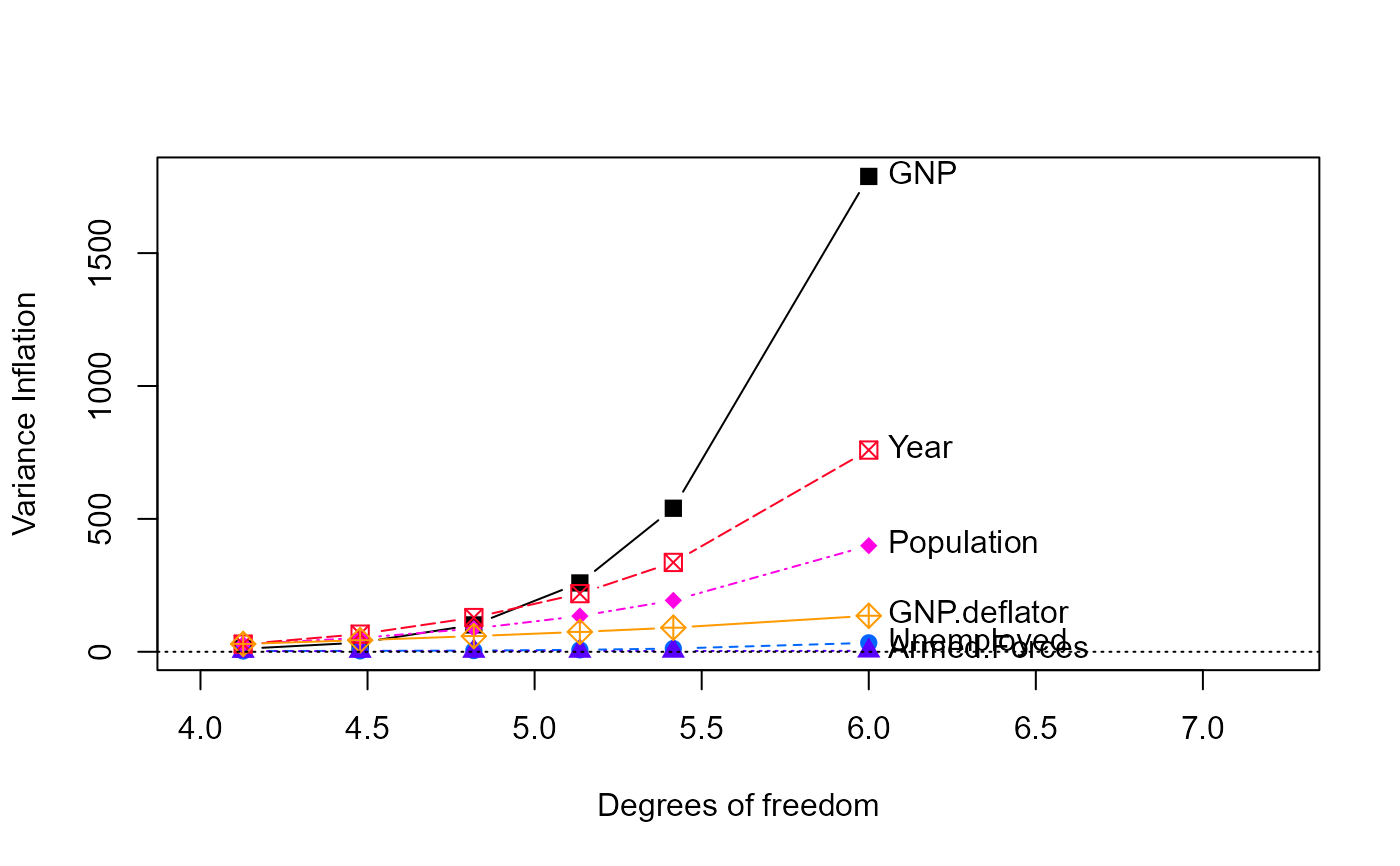 GNP
Year
Population
GNP.deflator
Unemployed
Armed.Forces
Variance Inflation
0
500
1000
1500
4.0 4.5 5.0 5.5 6.0 6.5 7.0
Degrees of freedom